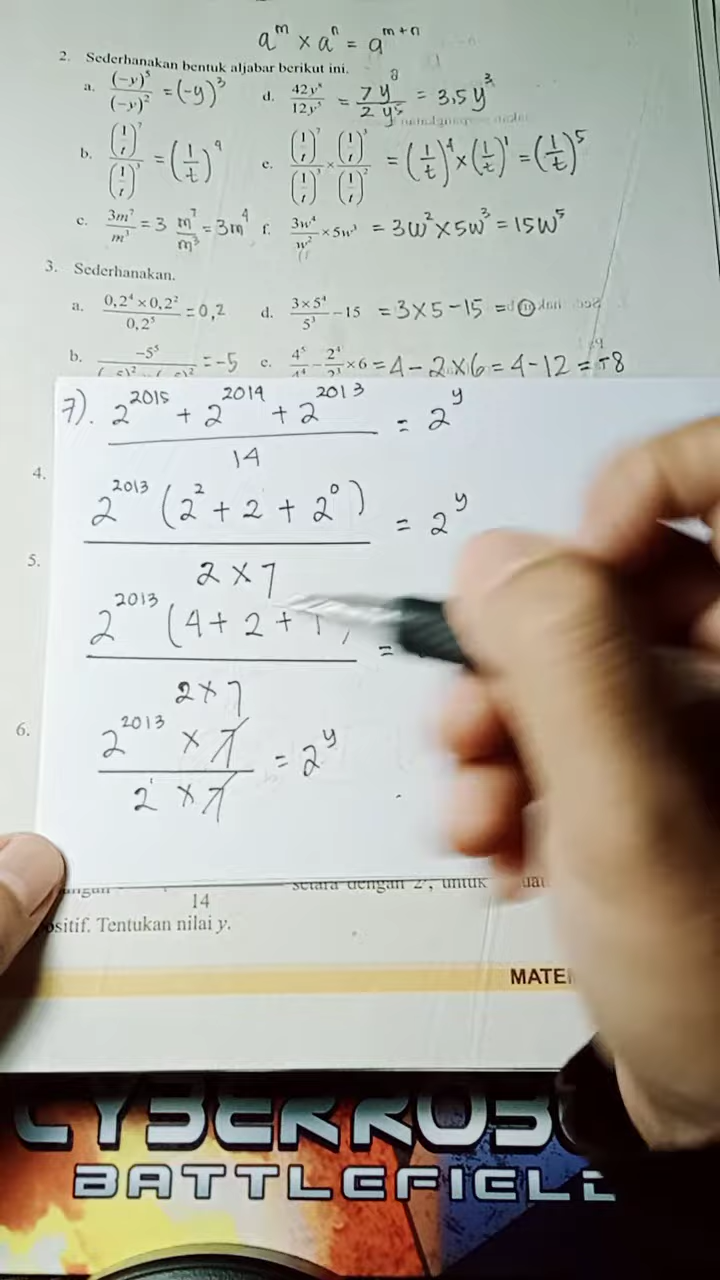 a^m × a^n = a^{m+n}
2. Sederhanakan bentuk aljabar berikut ini.
a. (-y)^5 / (-y)^2 = (-y)^3
d. 42y^8 / 12y^5 = 7y^8 / 2y^5 = 3,5 y^3
b. (1/t)^7 / (1/t)^3 = (1/t)^4
e. (1/t)^7 / (1/t)^3 × (1/t)^3 / (1/t)^2 = (1/t)^4 × (1/t)^1 = (1/t)^5
c. 3m^7 / m^3 = 3 m^7 / m^3 = 3m^4
f. 3w^4 / w^2 × 5w^3 = 3w^2 × 5w^3 = 15w^5
3. Sederhanakan.
a. 0,2^4 × 0,2^2 / 0,2^5 = 0,2
d. 3 × 5^4 / 5^3 − 15 = 3 × 5 − 15 = 0
b. −5^5 = −5
e. 4^5 / 4^4 − 2^4 / 2^3 × 6 = 4 − 2 × 6 = 4 − 12 = −8
7). 2^2015 + 2^2014 + 2^2013 / 14 = 2^y
4.
2^2013 (2^2 + 2 + 2^0) / 2 × 7 = 2^y
5.
2^2013 (4 + 2 + 1) / 2 × 7 =
6.
2^2013 × 7 / 2^1 × 7 = 2^y
14 setara dengan 2^y, untuk
ositif. Tentukan nilai y.
MATE
CYBERROBO
BATTLEFIEL